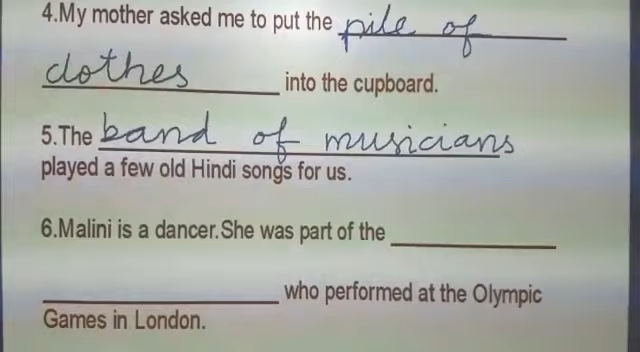 4.My mother asked me to put the pile of
clothes into the cupboard.
5.The band of musicians
played a few old Hindi songs for us.
6.Malini is a dancer.She was part of the
who performed at the Olympic
Games in London.